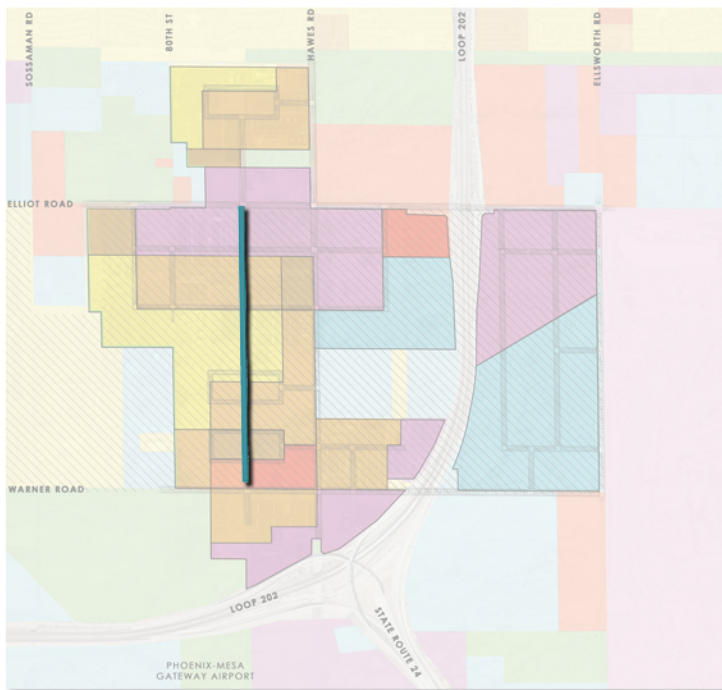 SOSSAMAN RD
80TH ST
HAWES RD
LOOP 202
ELLSWORTH RD
ELLIOT ROAD
WARNER ROAD
LOOP 202
STATE ROUTE 24
PHOENIX-MESA
GATEWAY AIRPORT